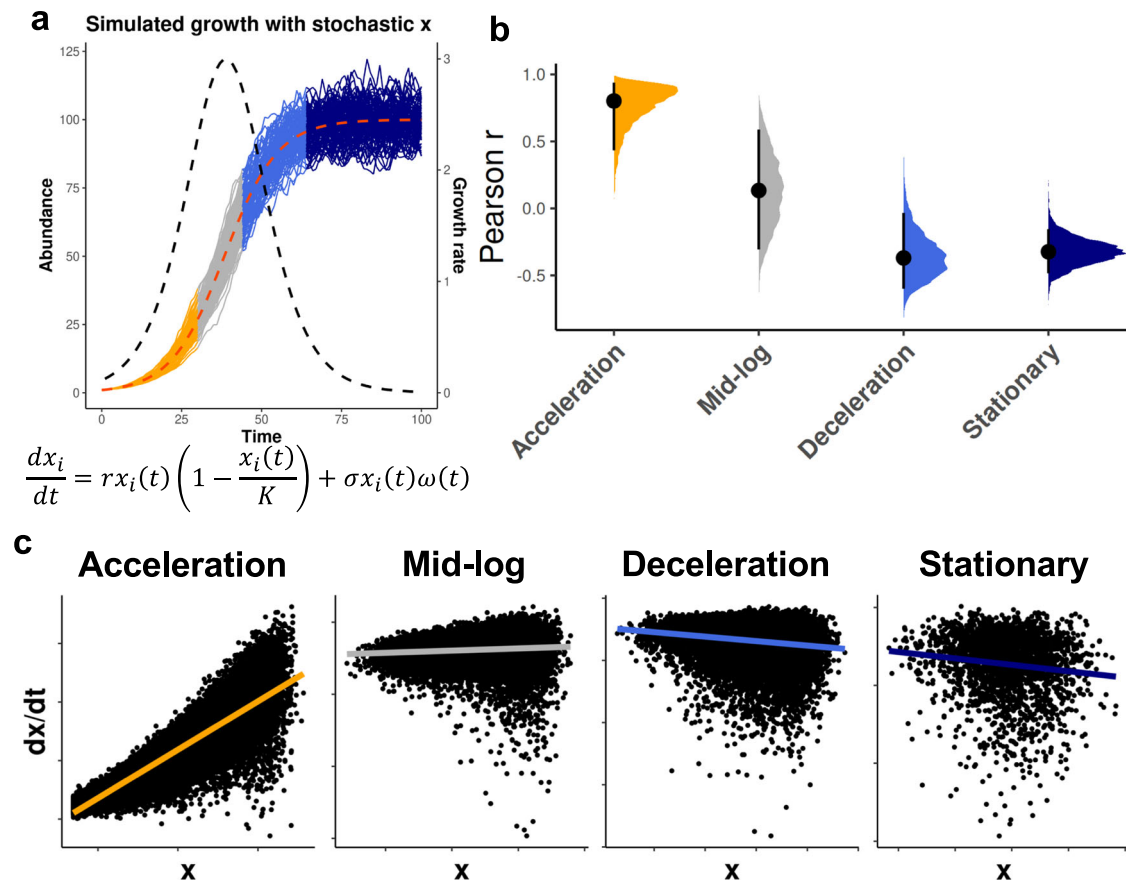 a
Simulated growth with stochastic x
125
100
75
50
25
0
Abundance
3
2
1
0
Growth rate
0 25 50 75 100
Time
dx_i/dt = rx_i(t) (1 − x_i(t)/K) + σx_i(t)ω(t)
b
1.0
0.5
0.0
-0.5
Pearson r
Acceleration
Mid-log
Deceleration
Stationary
c
Acceleration Mid-log Deceleration Stationary
dx/dt
x x x x